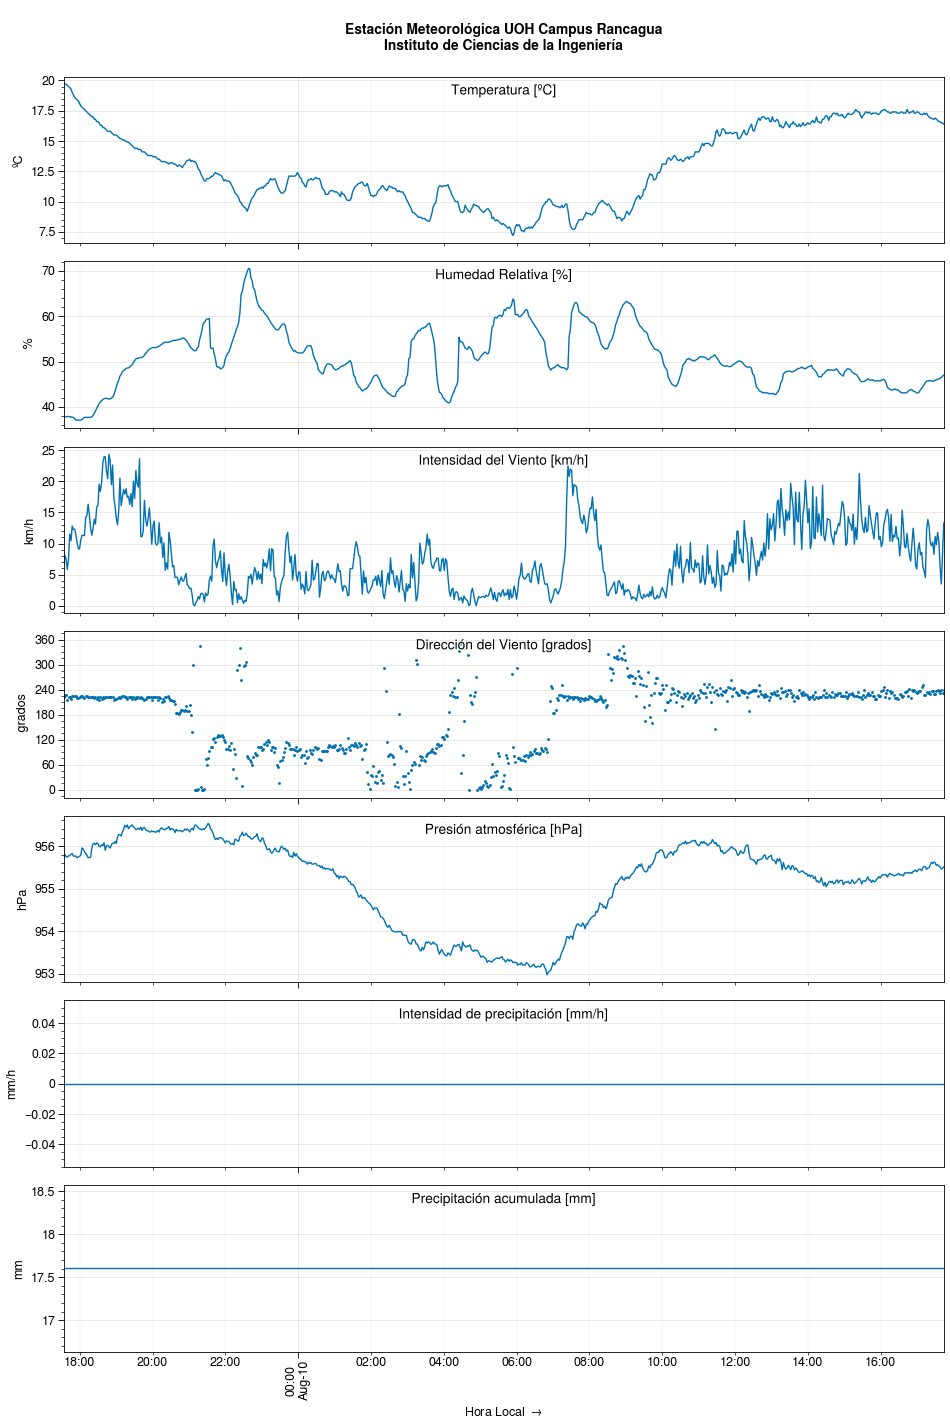 Estación Meteorológica UOH Campus Rancagua
Instituto de Ciencias de la Ingeniería
Temperatura [ºC]
20
17.5
15
12.5
10
7.5
ºC
Humedad Relativa [%]
70
60
50
40
%
Intensidad del Viento [km/h]
25
20
15
10
5
0
km/h
Dirección del Viento [grados]
360
300
240
180
120
60
0
grados
Presión atmosférica [hPa]
956
955
954
953
hPa
Intensidad de precipitación [mm/h]
0.04
0.02
0
−0.02
−0.04
mm/h
Precipitación acumulada [mm]
18.5
18
17.5
17
mm
18:00 20:00 22:00 00:00 02:00 04:00 06:00 08:00 10:00 12:00 14:00 16:00
Aug-10
Hora Local →